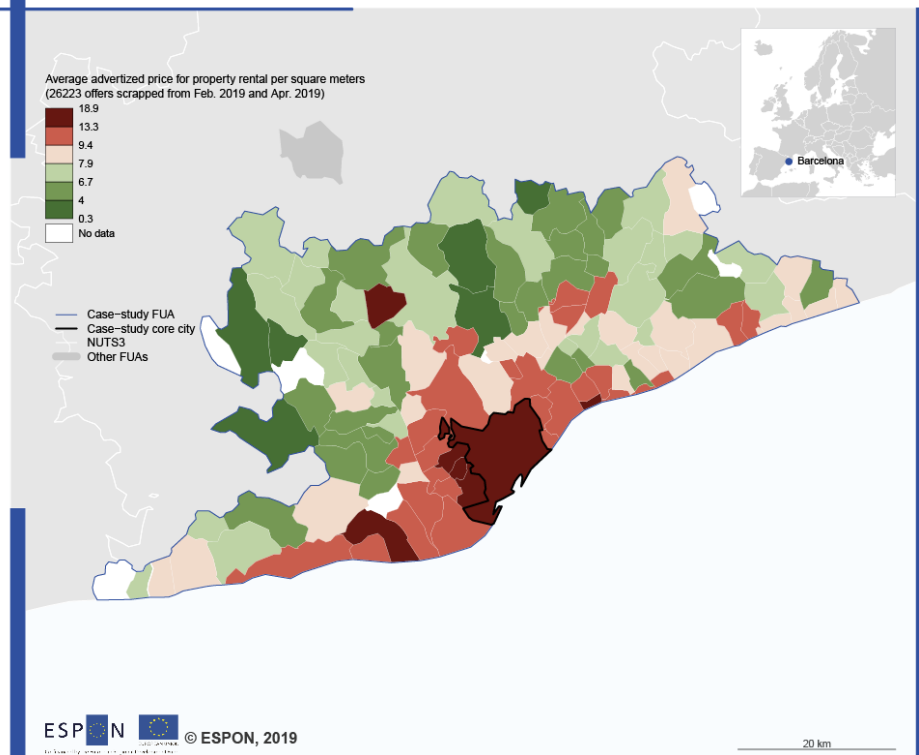 Average advertized price for property rental per square meters
(26223 offers scrapped from Feb. 2019 and Apr. 2019)
18.9
13.3
9.4
7.9
6.7
4
0.3
No data
Barcelona
Case-study FUA
Case-study core city
NUTS3
Other FUAs
ESPON
© ESPON, 2019
20 km